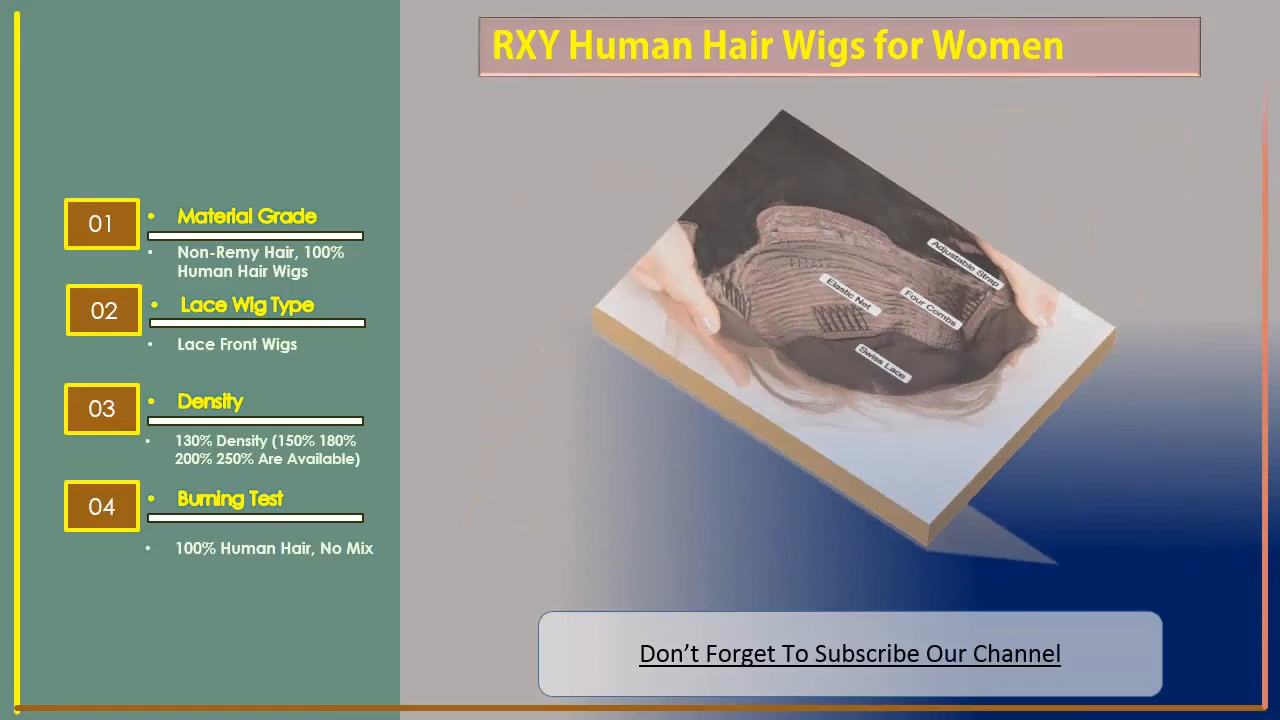 RXY Human Hair Wigs for Women
01
• Material Grade
• Non-Remy Hair, 100%
Human Hair Wigs
02
• Lace Wig Type
• Lace Front Wigs
03
• Density
• 130% Density (150% 180%
200% 250% Are Available)
04
• Burning Test
• 100% Human Hair, No Mix
Adjustable Strap
Elastic Net
Four Combs
Swiss Lace
Don’t Forget To Subscribe Our Channel